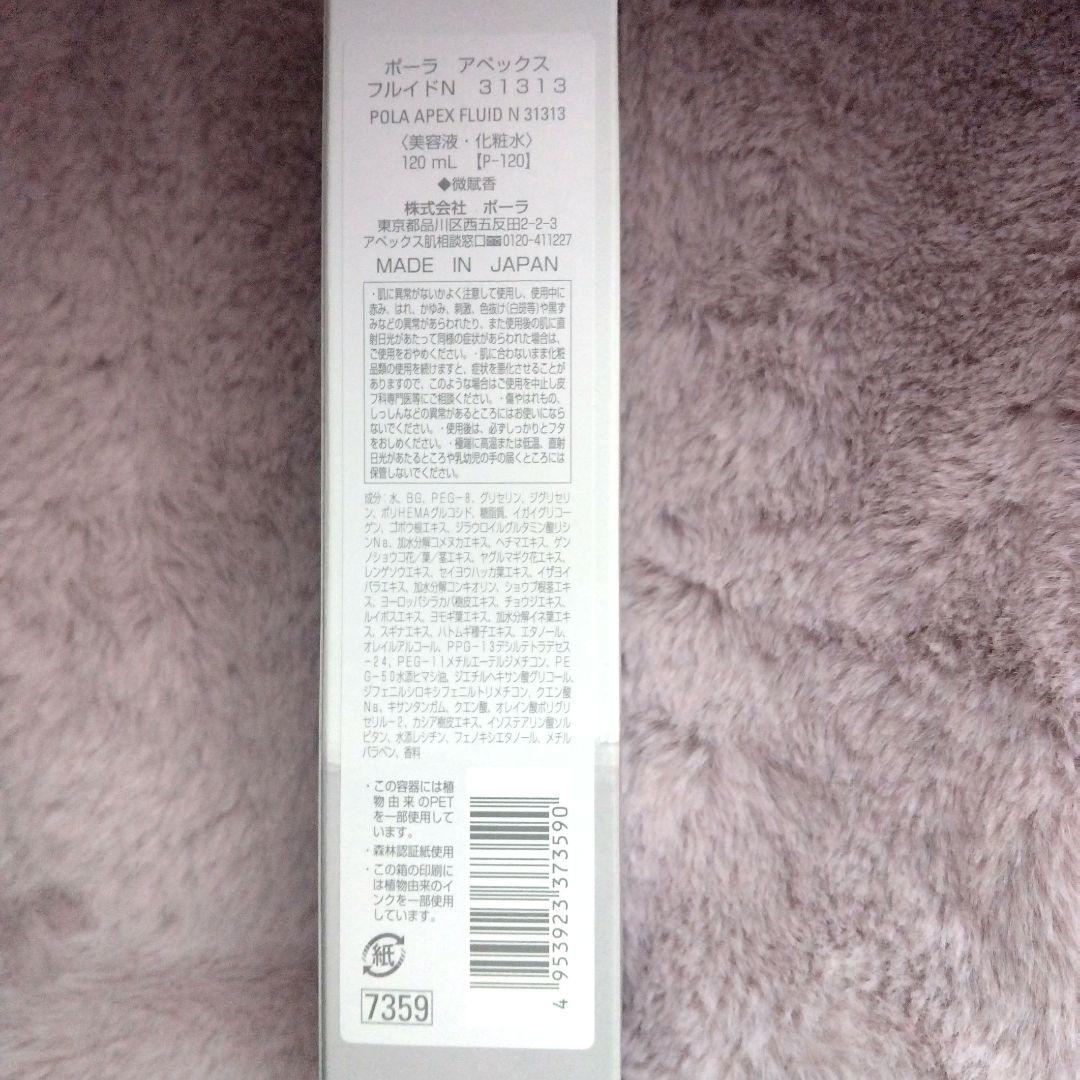 ポーラ　アペックス
フルイドN　31313
POLA APEX FLUID N 31313
〈美容液・化粧水〉
120 mL 【P-120】
◆微賦香
株式会社　ポーラ
東京都品川区西五反田2-2-3
アペックス肌相談窓口☎0120-411227
MADE IN JAPAN
・肌に異常がないかよく注意して使用し、使用中に
赤み、はれ、かゆみ、刺激、色抜け(白斑等)や黒ず
みなどの異常があらわれたり、また使用後の肌に直
射日光があたって同様の症状があらわれた場合は、
ご使用をおやめください。・肌に合わないまま化粧
品類の使用を続けますと、症状を悪化させることが
ありますので、このような場合はご使用を中止し皮
フ科専門医等にご相談ください。・傷やはれもの、
しっしんなどの異常があるところにはお使いになら
ないでください。・使用後は、必ずしっかりとフタ
をおしめください。・極端に高温または低温、直射
日光があたるところや乳幼児の手の届くところには
保管しないでください。
成分：水、BG、PEG-8、グリセリン、ジグリセリ
ン、ポリHEMAグルコシド、糖脂質、イガイグリコー
ゲン、ゴボウ根エキス、ジラウロイルグルタミン酸リシ
ンNa、加水分解コメヌカエキス、ヘチマエキス、ゲン
ノショウコ花／葉／茎エキス、ヤグルマギク花エキス、
レンゲソウエキス、セイヨウハッカ葉エキス、イザヨイ
バラエキス、加水分解コンキオリン、ショウブ根茎エキ
ス、ヨーロッパシラカバ樹皮エキス、チョウジエキス、
ルイボスエキス、ヨモギ葉エキス、加水分解イネ葉エキ
ス、スギナエキス、ハトムギ種子エキス、エタノール、
オレイルアルコール、PPG-13デシルテトラデセス
-24、PEG-11メチルエーテルジメチコン、PE
G-50水添ヒマシ油、ジエチルヘキサン酸グリコール、
ジフェニルシロキシフェニルトリメチコン、クエン酸
Na、キサンタンガム、クエン酸、オレイン酸ポリグリ
セリル-2、カシア樹皮エキス、イソステアリン酸ソル
ビタン、水添レシチン、フェノキシエタノール、メチル
パラベン、香料
・この容器には植
物由来のPET
を一部使用して
います。
・森林認証紙使用
・この箱の印刷に
は植物由来のイ
ンクを一部使用
しています。
紙
7359
4 953923 373590